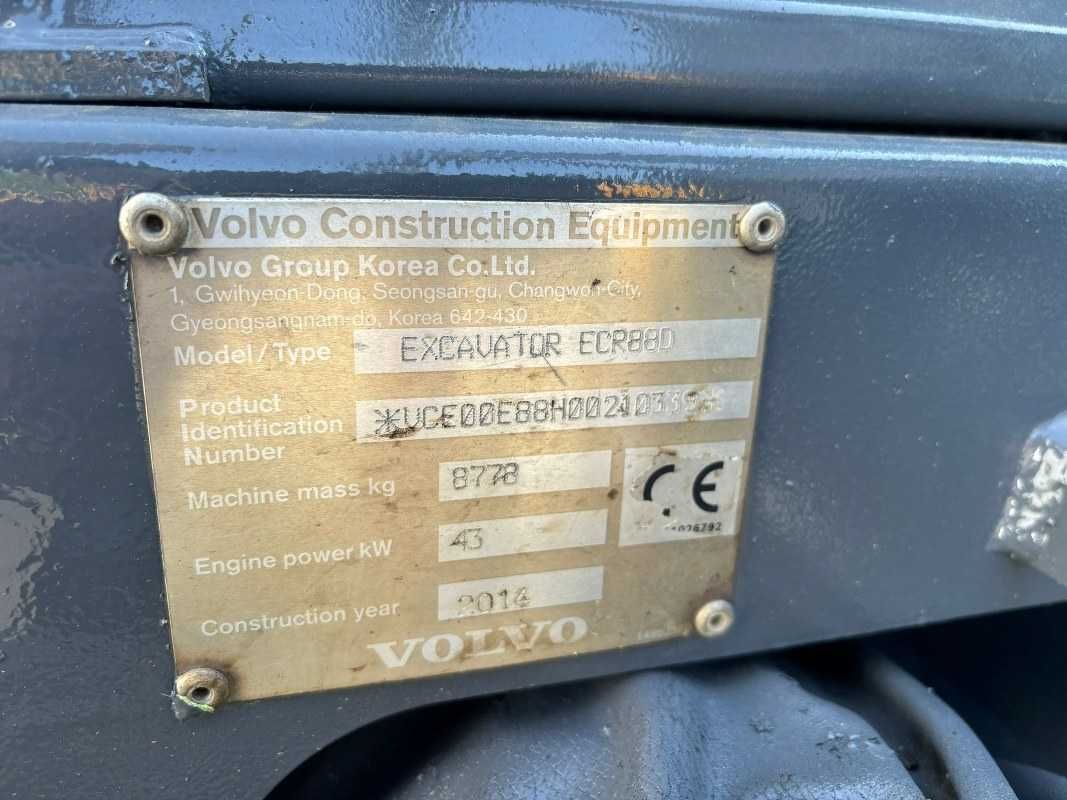 Volvo Construction Equipment
Volvo Group Korea Co.Ltd.
1, Gwihyeon-Dong, Seongsan-gu, Changwon-City,
Gyeongsangnam-do, Korea 642-430
Model/Type EXCAVATOR ECR88D
Product
Identification
Number
Machine mass kg 8778
CE
Engine power kW 43
Construction year 2014
VOLVO